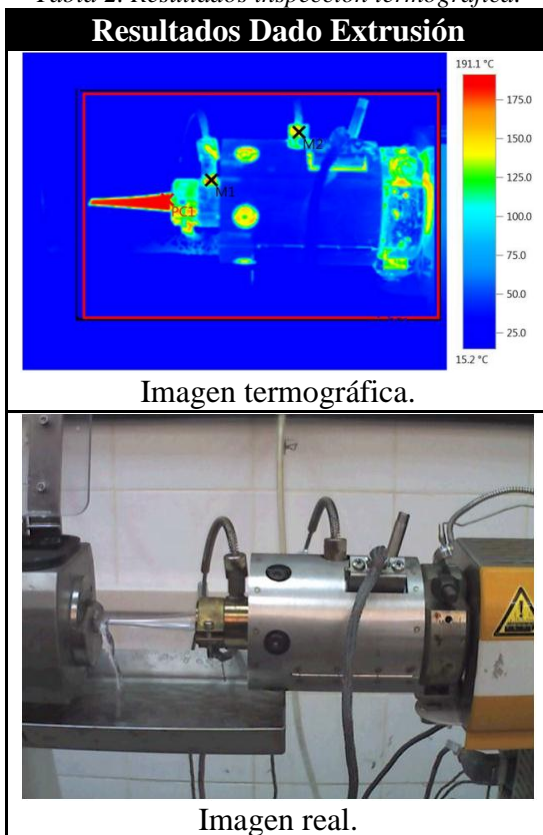 Tabla 2. Resultados inspección termográfica.
Resultados Dado Extrusión
191.1 °C
175.0
150.0
125.0
100.0
75.0
50.0
25.0
15.2 °C
M2
M1
PC1
Imagen termográfica.
Imagen real.